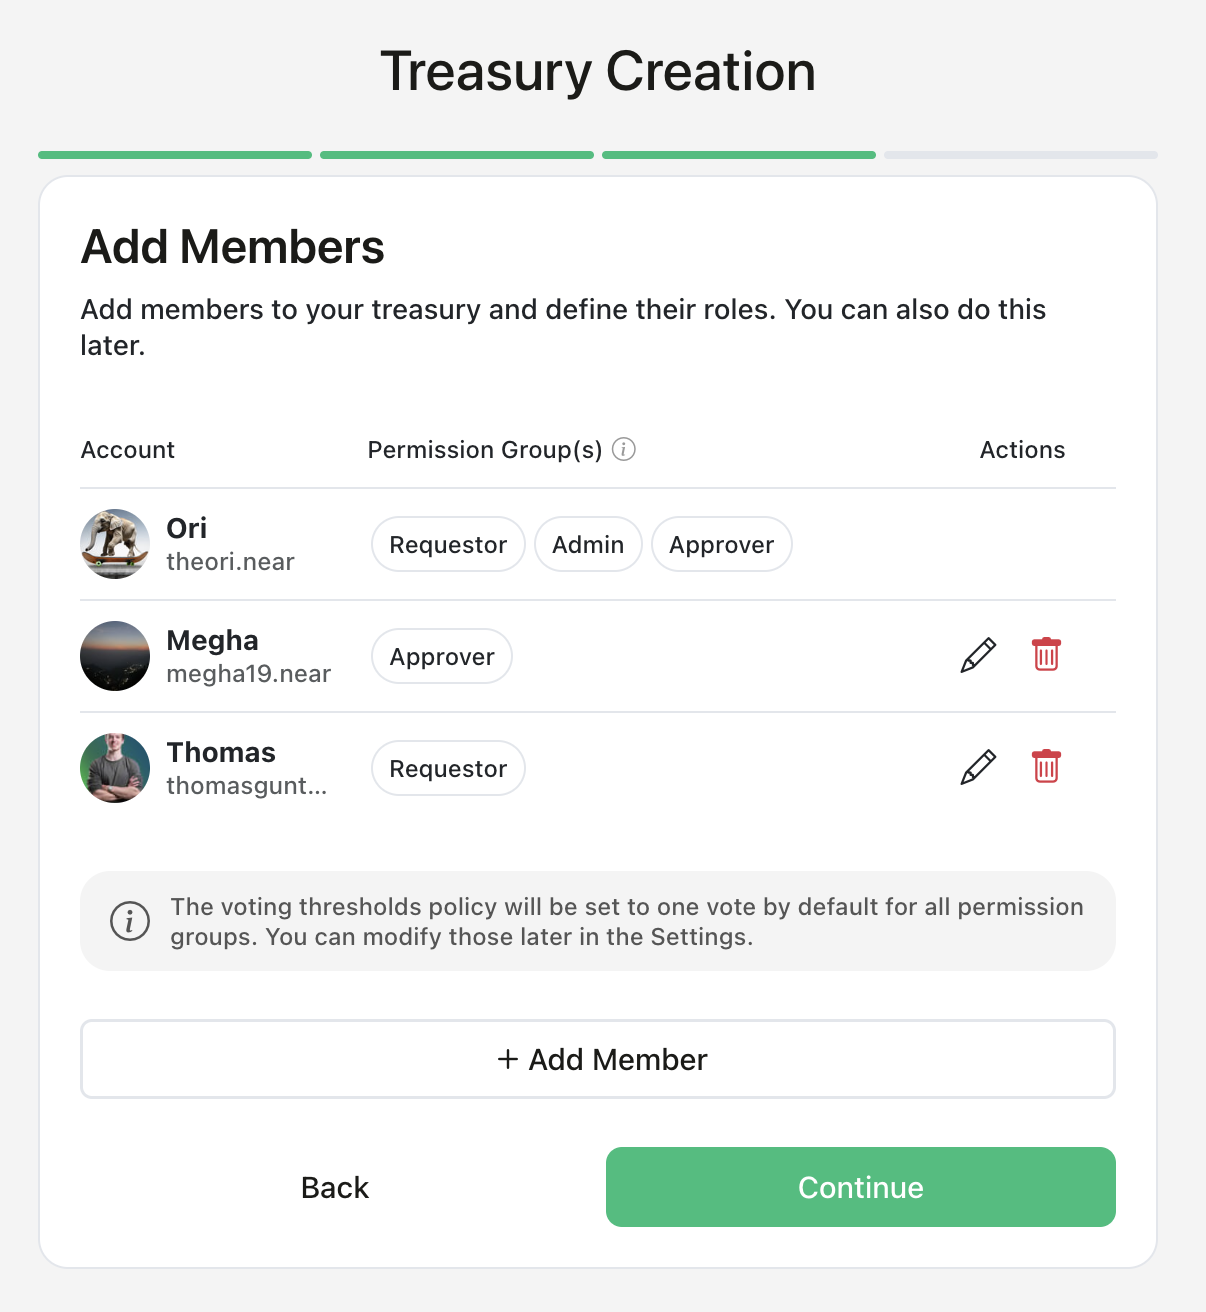 Treasury Creation
Add Members
Add members to your treasury and define their roles. You can also do this
later.
Account Permission Group(s) Actions
Ori
theori.near
Requestor Admin Approver
Megha
megha19.near
Approver
Thomas
thomasgunt...
Requestor
The voting thresholds policy will be set to one vote by default for all permission
groups. You can modify those later in the Settings.
+ Add Member
Back Continue